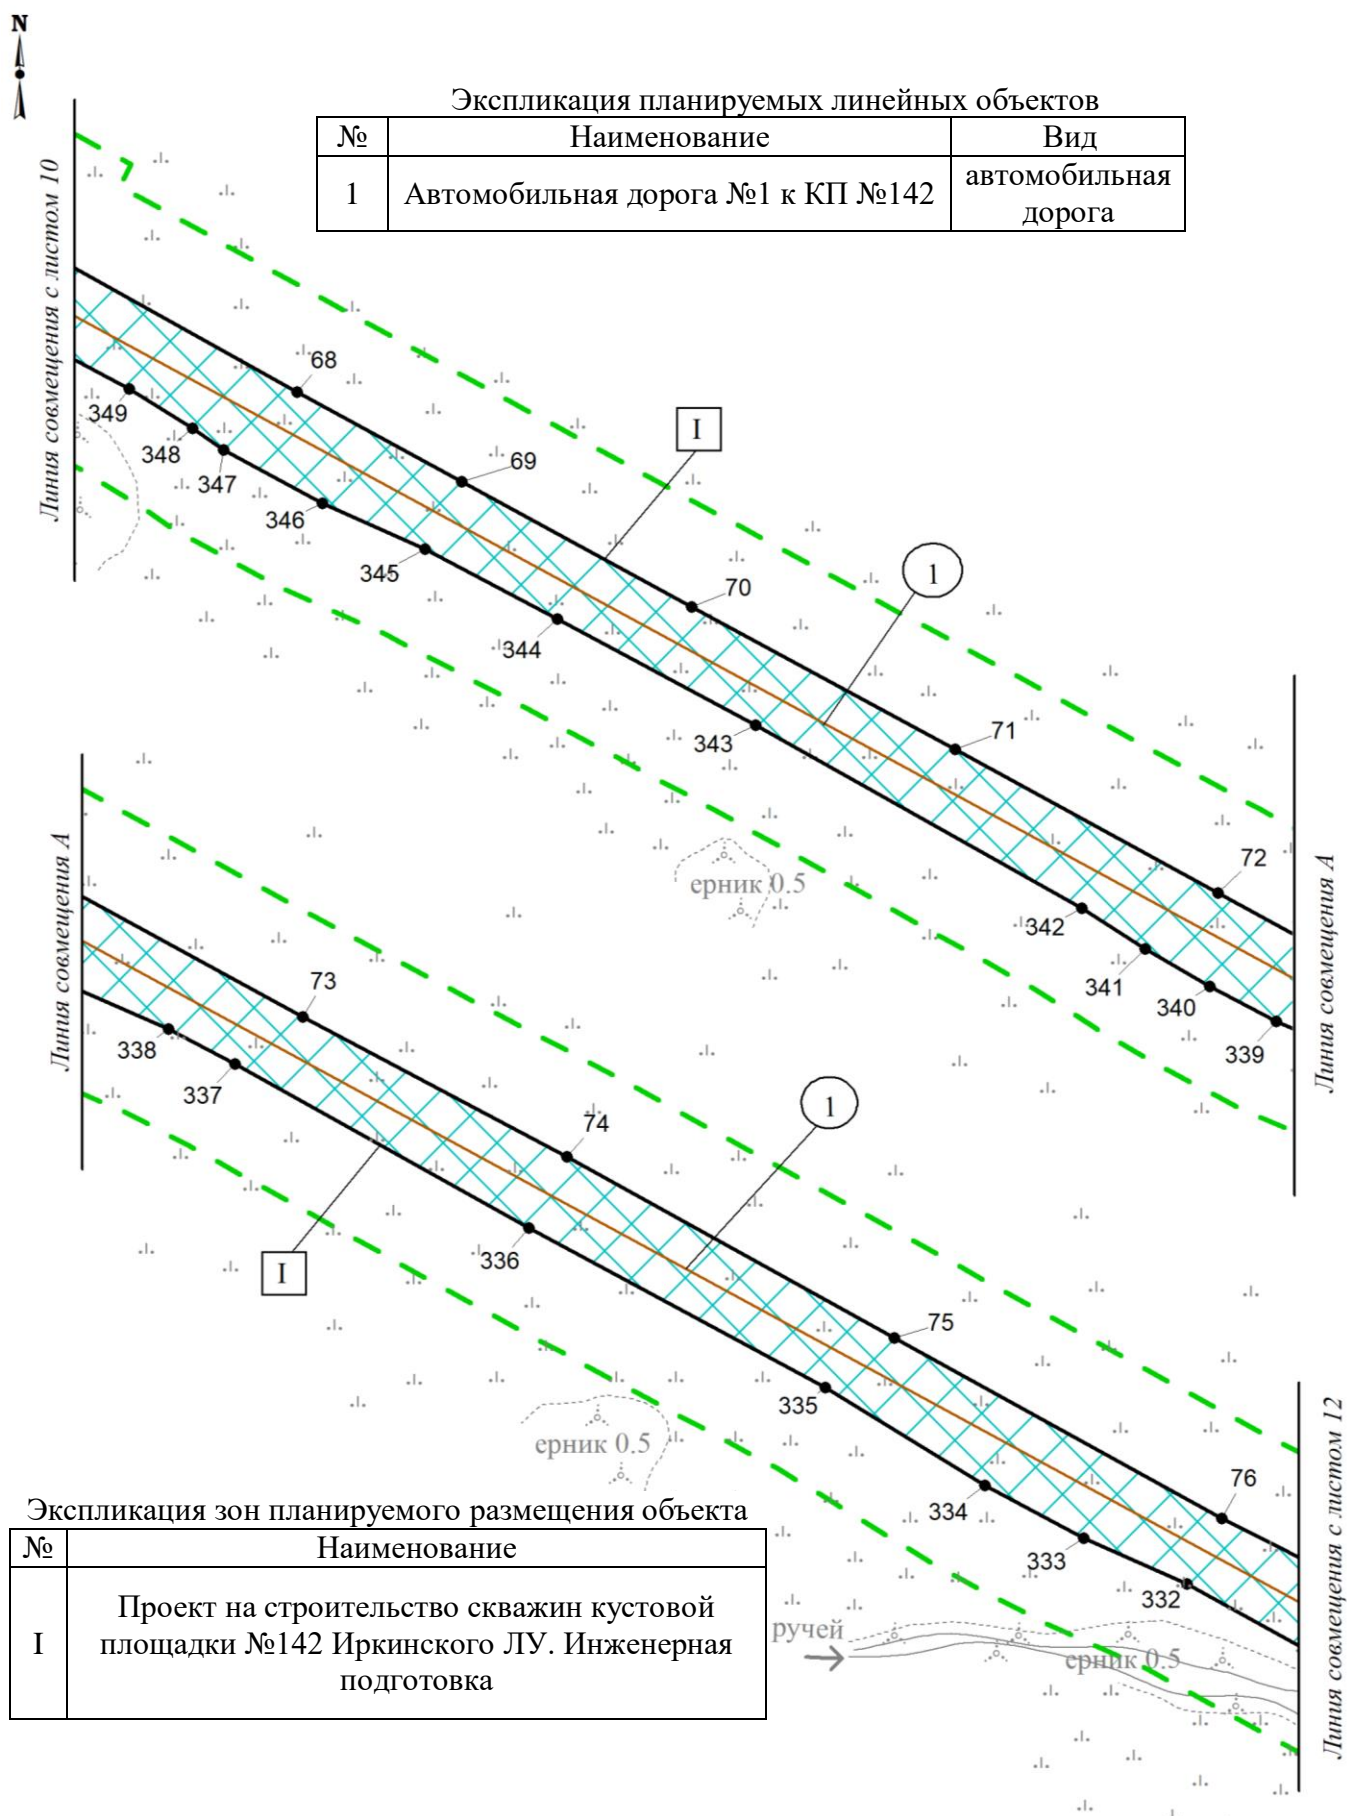 N
Экспликация планируемых линейных объектов
№ Наименование Вид
1 Автомобильная дорога №1 к КП №142 автомобильная дорога
Линия совмещения с листом 10
68
349
348
347
346
345
69
I
344
70
1
343
71
72
ерник 0.5
342
341
340
339
Линия совмещения А
Линия совмещения А
73
338
337
74
1
336
I
75
335
ерник 0.5
76
334
333
332
Линия совмещения с листом 12
ручей
ерник 0.5
Экспликация зон планируемого размещения объекта
№ Наименование
I Проект на строительство скважин кустовой
площадки №142 Иркинского ЛУ. Инженерная
подготовка